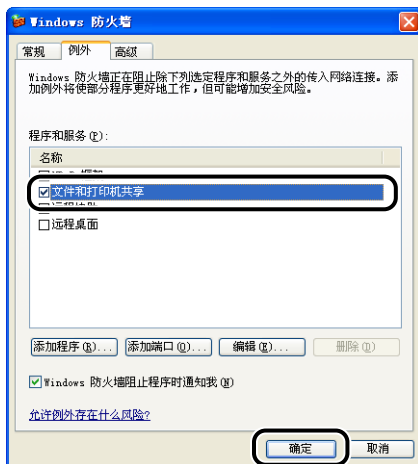 Windows 防火墙
常规 例外 高级
Windows 防火墙正在阻止除下列选定程序和服务之外的传入网络连接。添
加例外将使部分程序更好地工作，但可能增加安全风险。
程序和服务(P):
名称
文件和打印机共享
远程桌面
添加程序(R)... 添加端口(O)... 编辑(E)... 删除(D)
Windows 防火墙阻止程序时通知我(N)
允许例外存在什么风险?
确定 取消